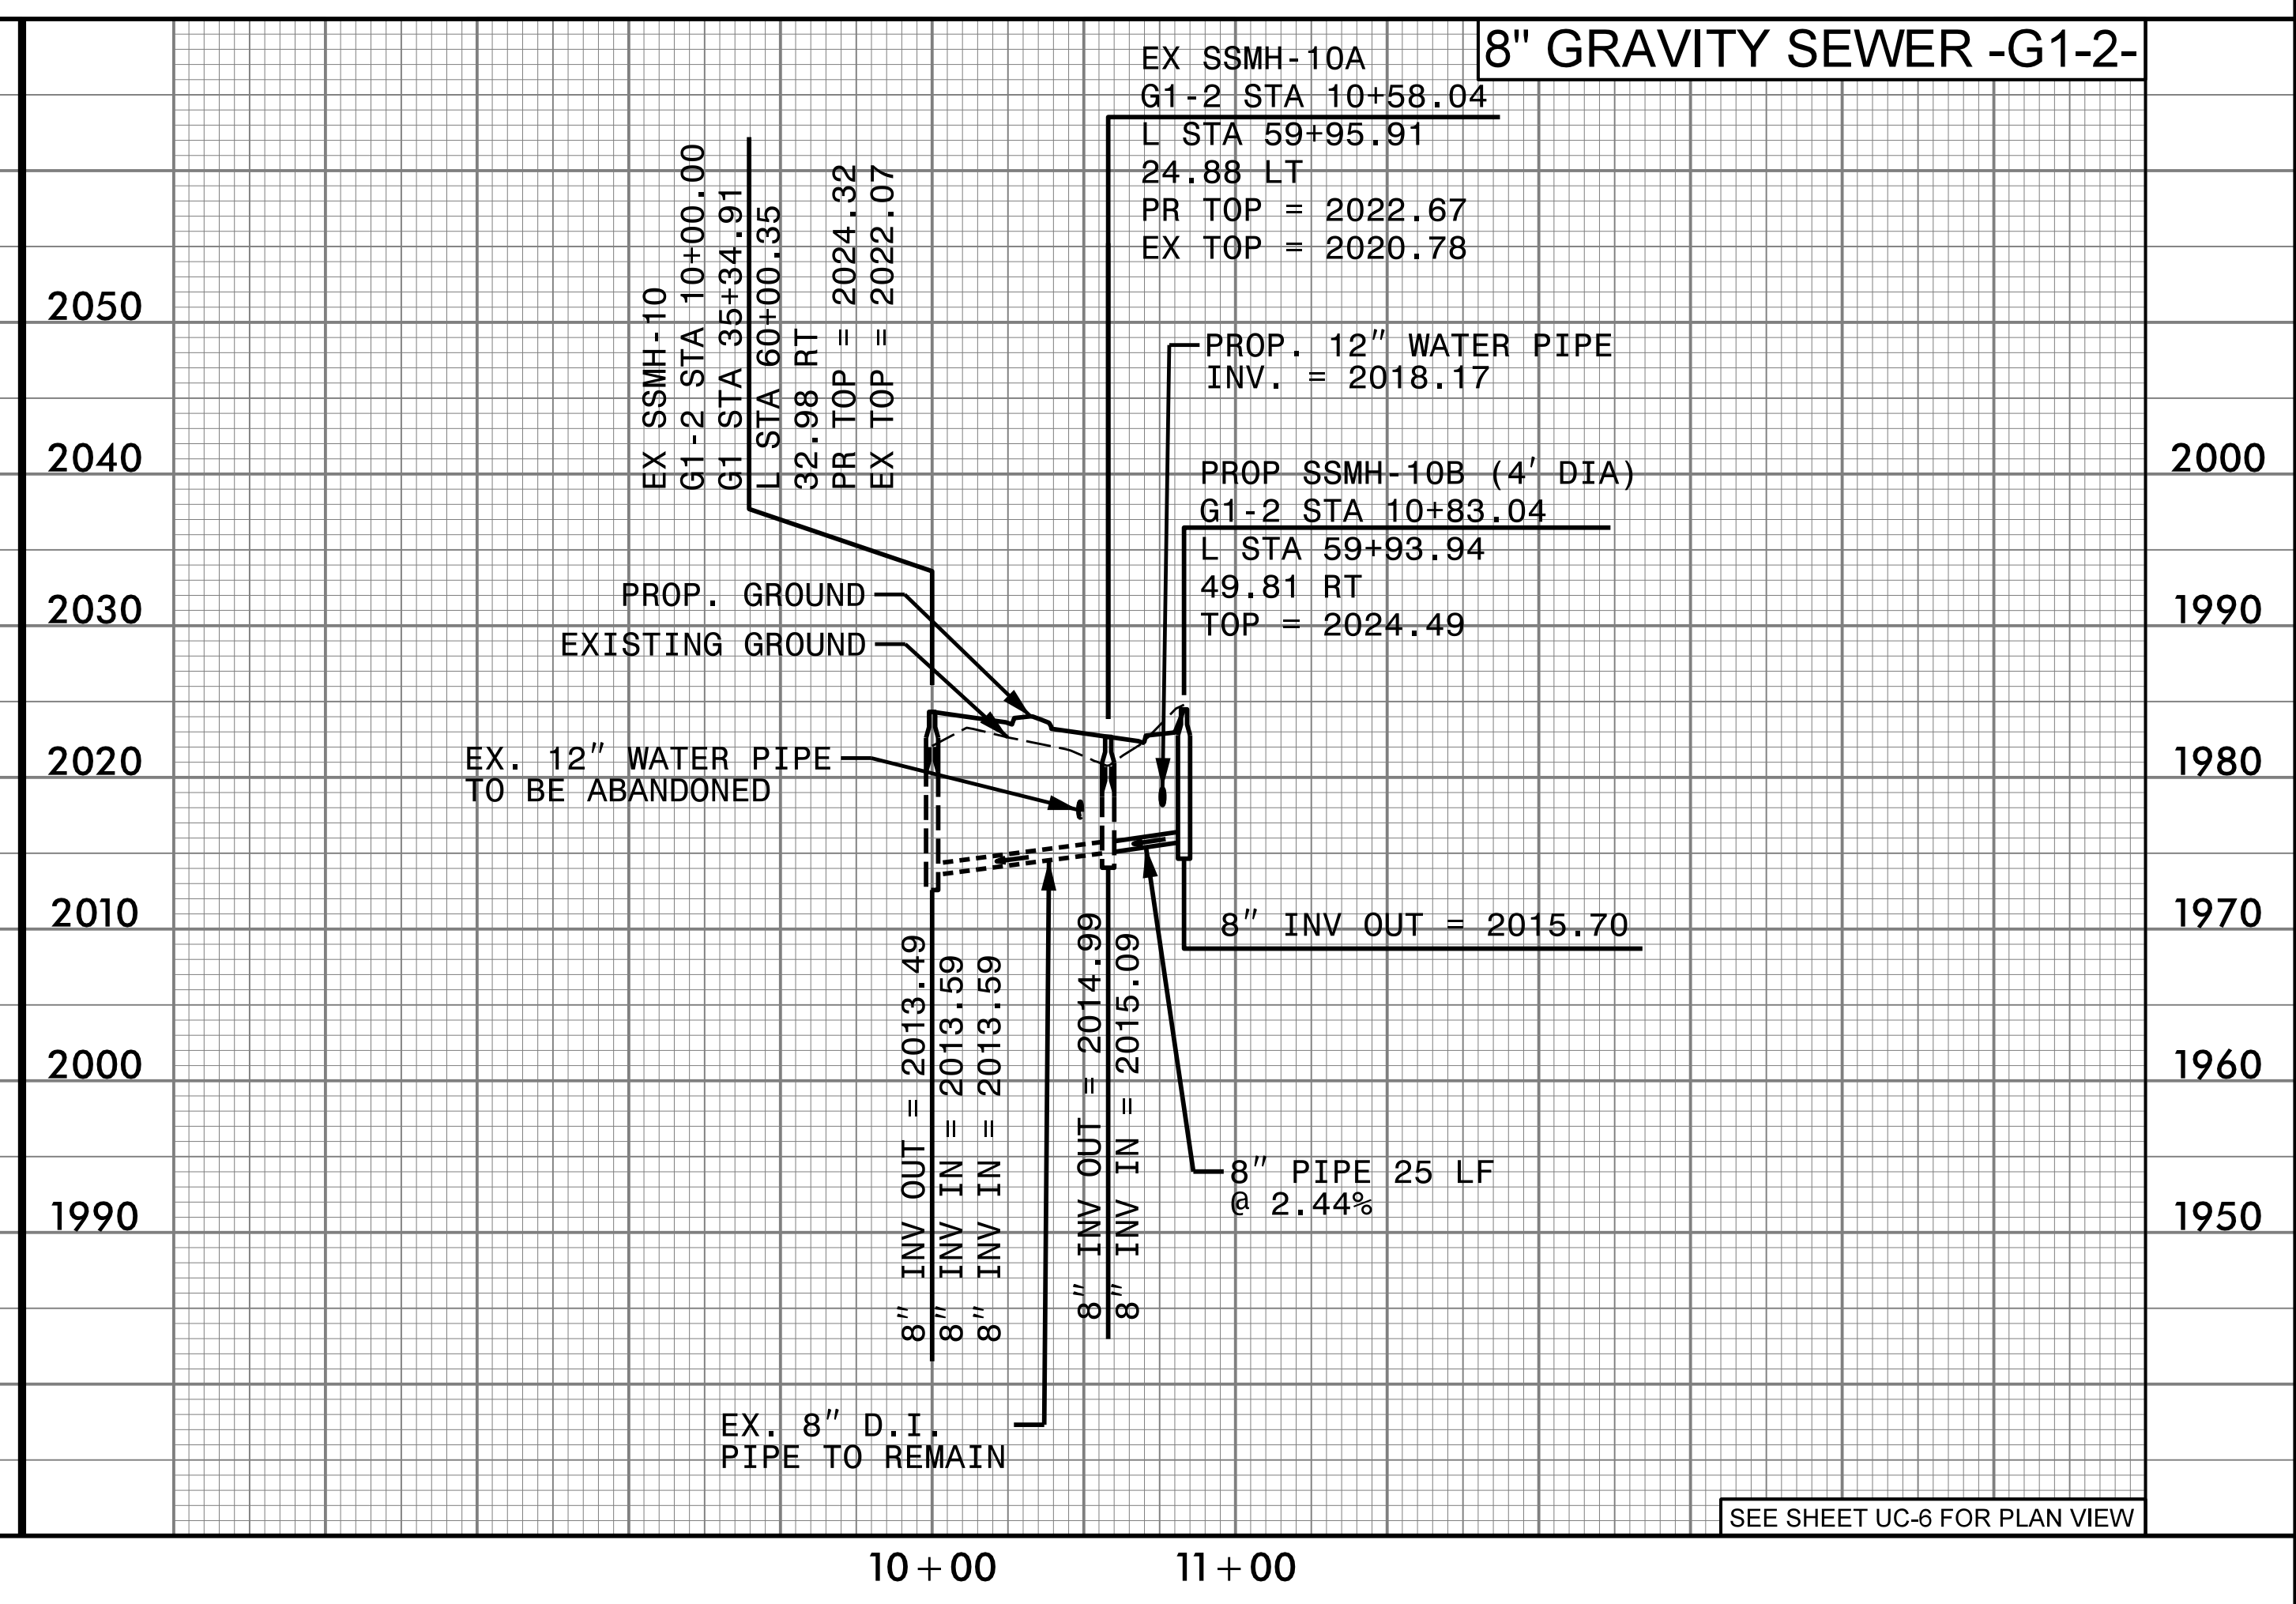 8" GRAVITY SEWER -G1-2-
EX SSMH-10A
G1-2 STA 10+58.04
L STA 59+95.91
24.88 LT
PR TOP = 2022.67
EX TOP = 2020.78
EX SSMH-10
G1-2 STA 10+00.00
G1 STA 35+34.91
L STA 60+00.35
32.98 RT
PR TOP = 2024.32
EX TOP = 2022.07
PROP. 12" WATER PIPE
INV. = 2018.17
PROP SSMH-10B (4' DIA)
G1-2 STA 10+83.04
L STA 59+93.94
49.81 RT
TOP = 2024.49
PROP. GROUND
EXISTING GROUND
EX. 12" WATER PIPE
TO BE ABANDONED
8" INV OUT = 2015.70
8" INV OUT = 2013.49
8" INV IN = 2013.59
8" INV IN = 2013.59
8" INV OUT = 2014.99
8" INV IN = 2015.09
8" PIPE 25 LF
@ 2.44%
EX. 8" D.I.
PIPE TO REMAIN
2050
2040
2030
2020
2010
2000
1990
2000
1990
1980
1970
1960
1950
SEE SHEET UC-6 FOR PLAN VIEW
10+00
11+00